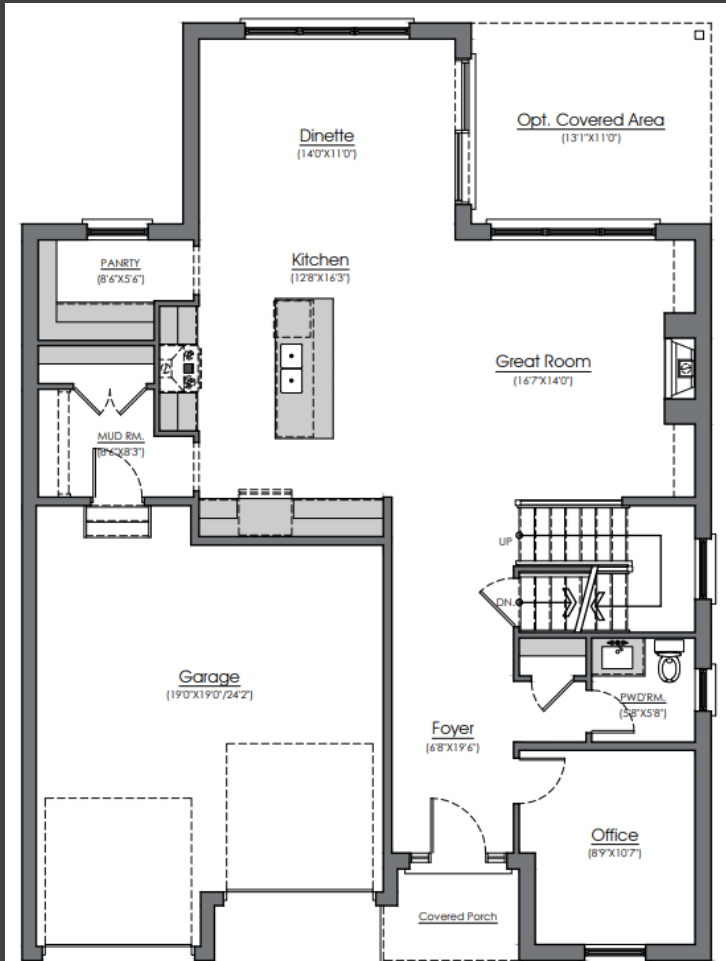 Dinette
(14'0"X11'0")
Opt. Covered Area
(13'1"X11'0")
PANRTY
(8'6"X5'6")
Kitchen
(12'8"X16'3")
Great Room
(16'7"X14'0")
MUD RM.
(8'6"X8'3")
UP
DN.
Garage
(19'0"X19'0"/24'2")
PWD'RM.
(5'8"X5'8")
Foyer
(6'8"X19'6")
Office
(8'9"X10'7")
Covered Porch